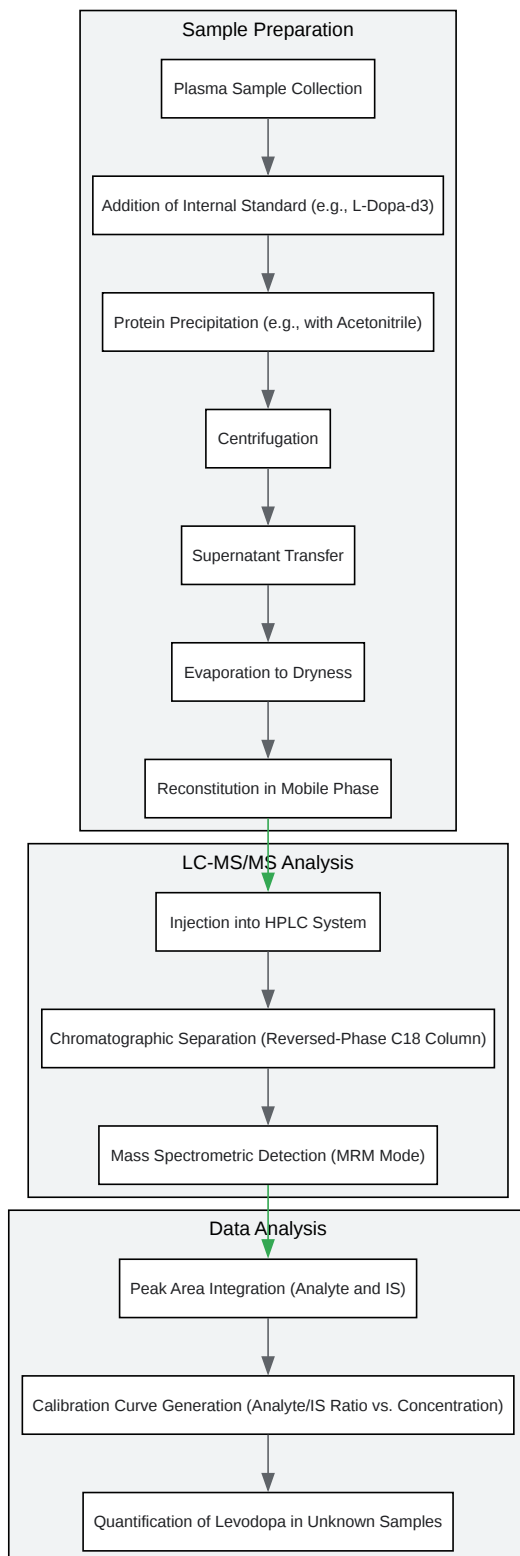 Sample Preparation
Plasma Sample Collection
Addition of Internal Standard (e.g., L-Dopa-d3)
Protein Precipitation (e.g., with Acetonitrile)
Centrifugation
Supernatant Transfer
Evaporation to Dryness
Reconstitution in Mobile Phase
LC-MS/MS Analysis
Injection into HPLC System
Chromatographic Separation (Reversed-Phase C18 Column)
Mass Spectrometric Detection (MRM Mode)
Data Analysis
Peak Area Integration (Analyte and IS)
Calibration Curve Generation (Analyte/IS Ratio vs. Concentration)
Quantification of Levodopa in Unknown Samples